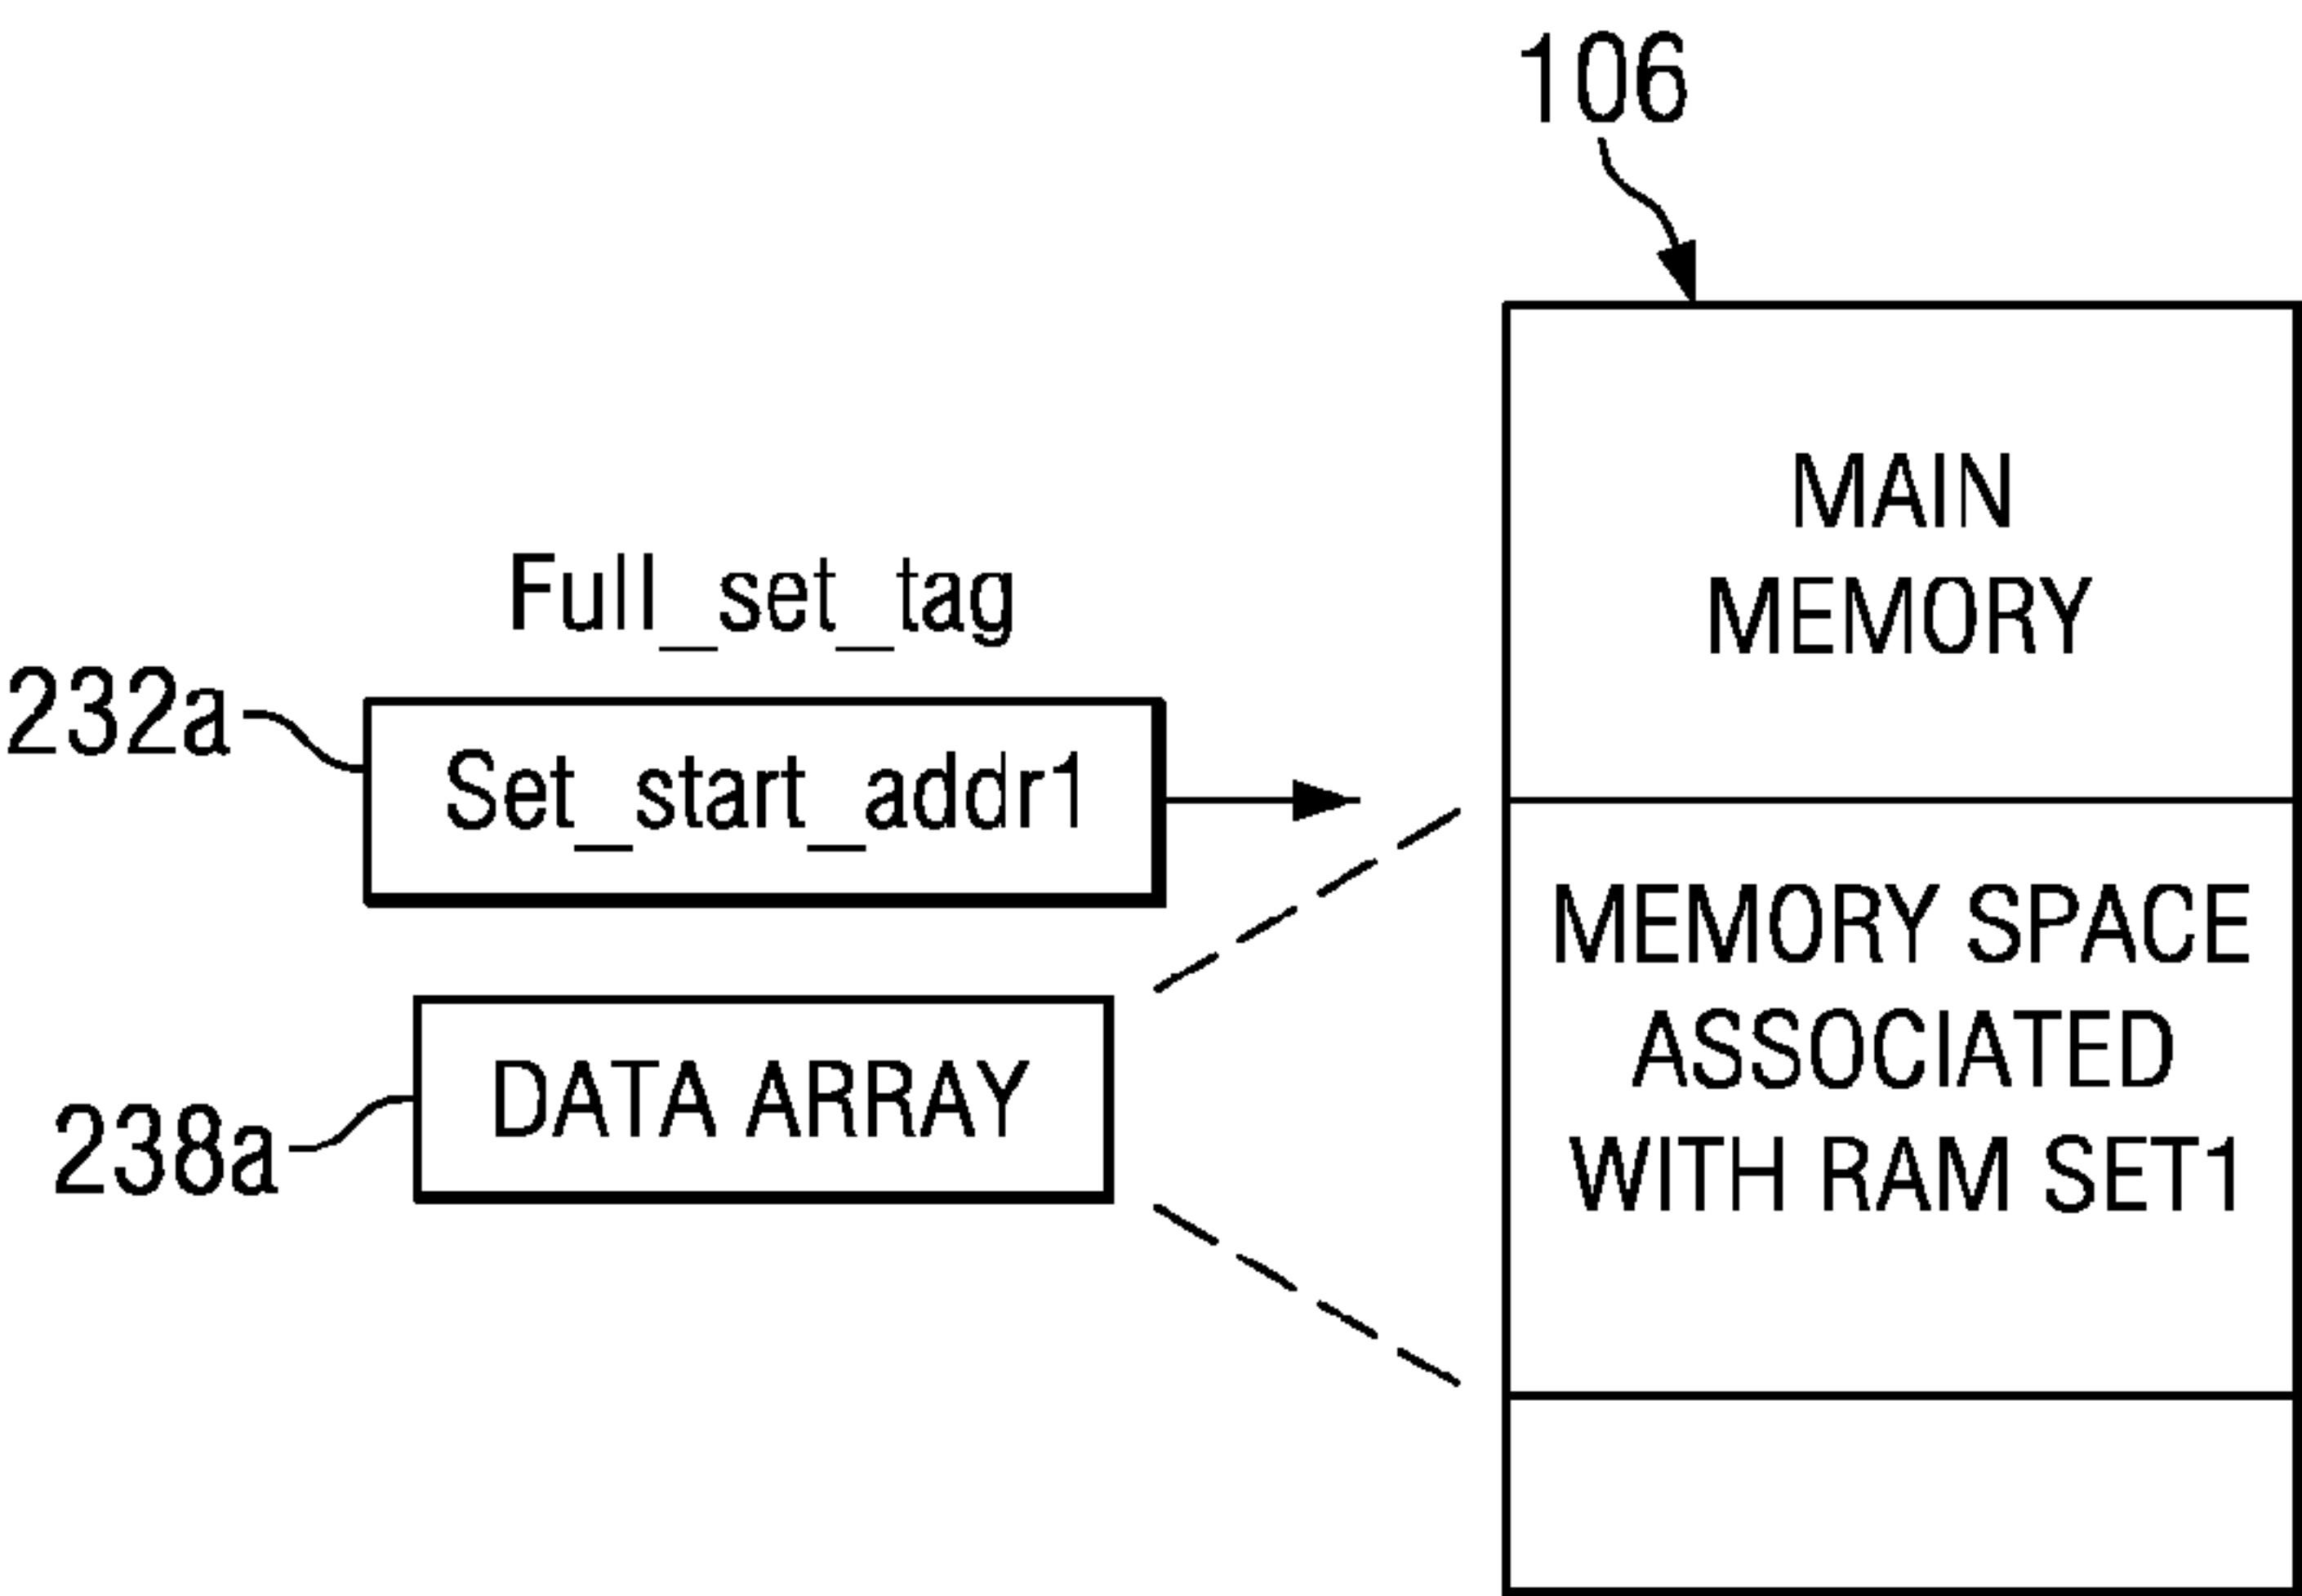 106
MAIN
MEMORY
Full_set_tag
232a
Set_start_addr1
MEMORY SPACE
ASSOCIATED
WITH RAM SET1
DATA ARRAY
238a